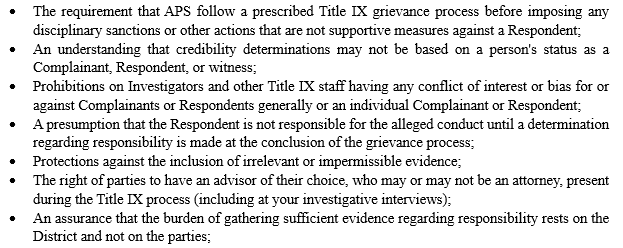 • The requirement that APS follow a prescribed Title IX grievance process before imposing any
disciplinary sanctions or other actions that are not supportive measures against a Respondent;
• An understanding that credibility determinations may not be based on a person's status as a
Complainant, Respondent, or witness;
• Prohibitions on Investigators and other Title IX staff having any conflict of interest or bias for or
against Complainants or Respondents generally or an individual Complainant or Respondent;
• A presumption that the Respondent is not responsible for the alleged conduct until a determination
regarding responsibility is made at the conclusion of the grievance process;
• Protections against the inclusion of irrelevant or impermissible evidence;
• The right of parties to have an advisor of their choice, who may or may not be an attorney, present
during the Title IX process (including at your investigative interviews);
• An assurance that the burden of gathering sufficient evidence regarding responsibility rests on the
District and not on the parties;